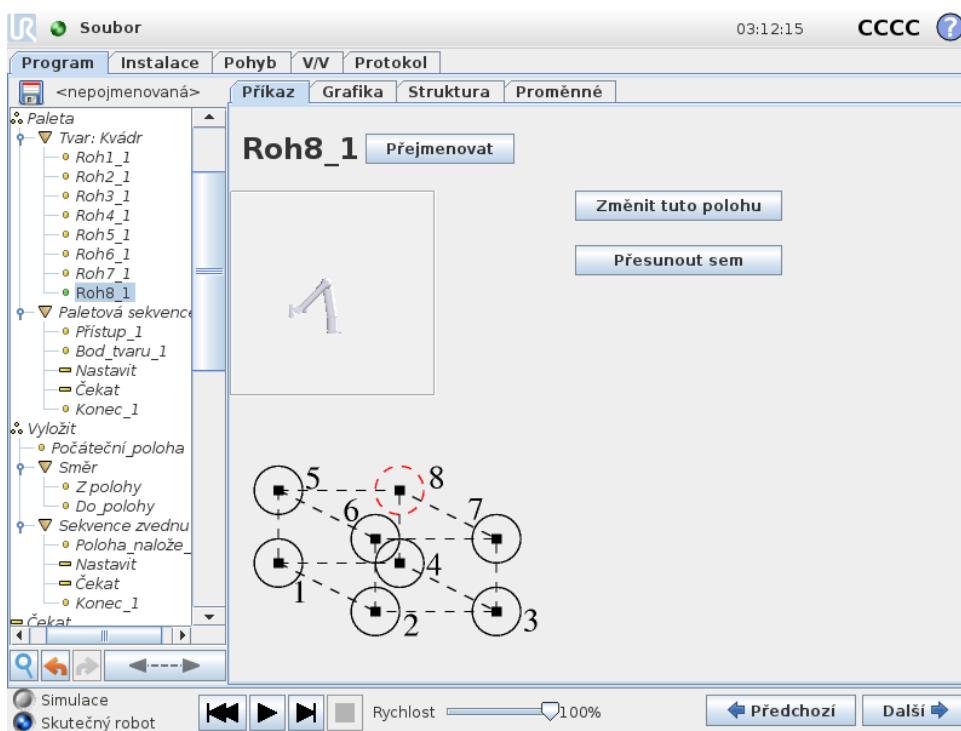 UR Soubor 03:12:15 CCCC ?
Program Instalace Pohyb V/V Protokol
<nepojmenovaná> Příkaz Grafika Struktura Proměnné
Paleta
Tvar: Kvádr
Roh1_1
Roh2_1
Roh3_1
Roh4_1
Roh5_1
Roh6_1
Roh7_1
Roh8_1
Paletová sekvence
Přístup_1
Bod_tvaru_1
Nastavit
Čekat
Konec_1
Vyložit
Počáteční_poloha
Směr
Z polohy
Do_polohy
Sekvence zvednu
Poloha_nalože_
Nastavit
Čekat
Konec_1
Čekat
Roh8_1 Přejmenovat
Změnit tuto polohu
Přesunout sem
5 8
6 7
1 4
2 3
Simulace
Skutečný robot
Rychlost 100%
Předchozí Další